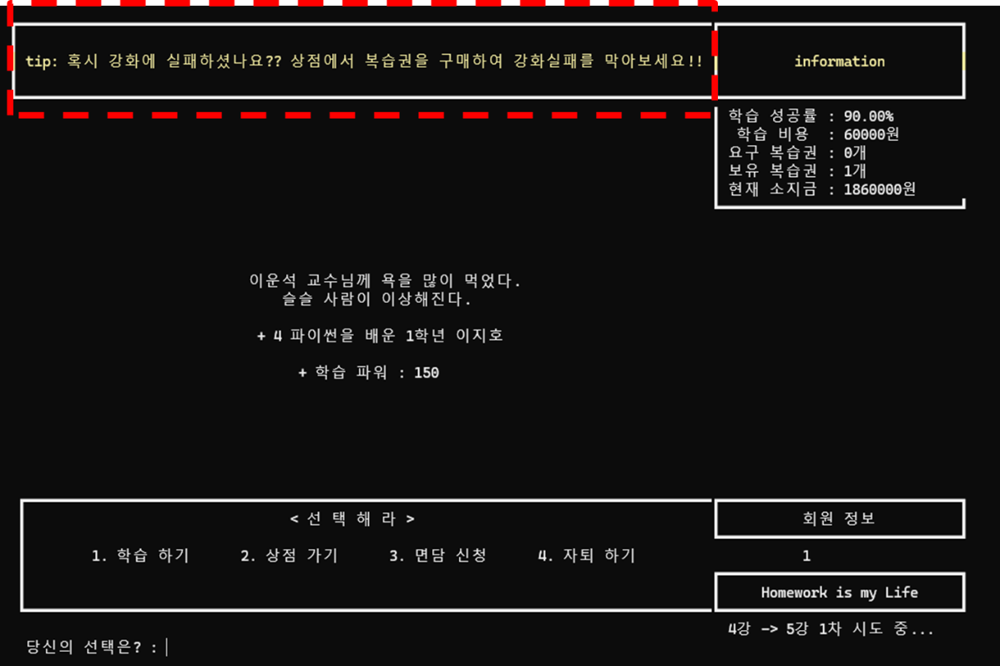 tip: 혹시 강화에 실패하셨나요?? 상점에서 복습권을 구매하여 강화실패를 막아보세요!!
information
학습 성공률 : 90.00%
학습 비용 : 60000원
요구 복습권 : 0개
보유 복습권 : 1개
현재 소지금 : 1860000원
이운석 교수님께 욕을 많이 먹었다.
슬슬 사람이 이상해진다.
+ 4 파이썬을 배운 1학년 이지호
+ 학습 파워 : 150
< 선 택 해 라 >
1. 학습 하기 2. 상점 가기 3. 면담 신청 4. 자퇴 하기
회원 정보
1
Homework is my Life
4강 -> 5강 1차 시도 중...
당신의 선택은? :